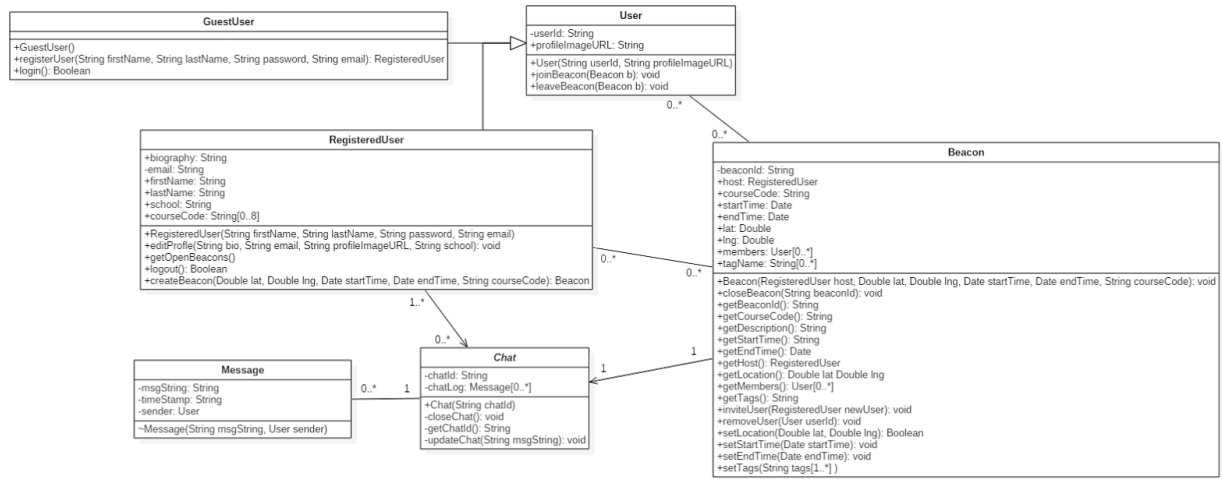 GuestUser
+GuestUser()
+registerUser(String firstName, String lastName, String password, String email): RegisteredUser
+login(): Boolean
User
-userId: String
+profileImageURL: String
+User(String userId, String profileImageURL)
+joinBeacon(Beacon b): void
+leaveBeacon(Beacon b): void
0..*
0..*
RegisteredUser
+biography: String
-email: String
+firstName: String
+lastName: String
+school: String
+courseCode: String[0..8]
+RegisteredUser(String firstName, String lastName, String password, String email)
+editProfle(String bio, String email, String profileImageURL, String school): void
+getOpenBeacons()
+logout(): Boolean
+createBeacon(Double lat, Double lng, Date startTime, Date endTime, String courseCode): Beacon
0..*
0..*
1..*
0..*
Beacon
-beaconId: String
+host: RegisteredUser
+courseCode: String
+startTime: Date
+endTime: Date
+lat: Double
+lng: Double
+members: User[0..*]
+tagName: String[0..*]
+Beacon(RegisteredUser host, Double lat, Double lng, Date startTime, Date endTime, String courseCode): void
+closeBeacon(String beaconId): void
+getBeaconId(): String
+getCourseCode(): String
+getDescription(): String
+getStartTime(): String
+getEndTime(): Date
+getHost(): RegisteredUser
+getLocation(): Double lat Double lng
+getMembers(): User[0..*]
+getTags(): String
+inviteUser(RegisteredUser newUser): void
+removeUser(User userId): void
+setLocation(Double lat, Double lng): Boolean
+setStartTime(Date startTime): void
+setEndTime(Date endTime): void
+setTags(String tags[1..*] )
1
1
Chat
-chatId: String
-chatLog: Message[0..*]
+Chat(String chatId)
-closeChat(): void
-getChatId(): String
-updateChat(String msgString): void
Message
-msgString: String
-timeStamp: String
-sender: User
~Message(String msgString, User sender)
0..*
1